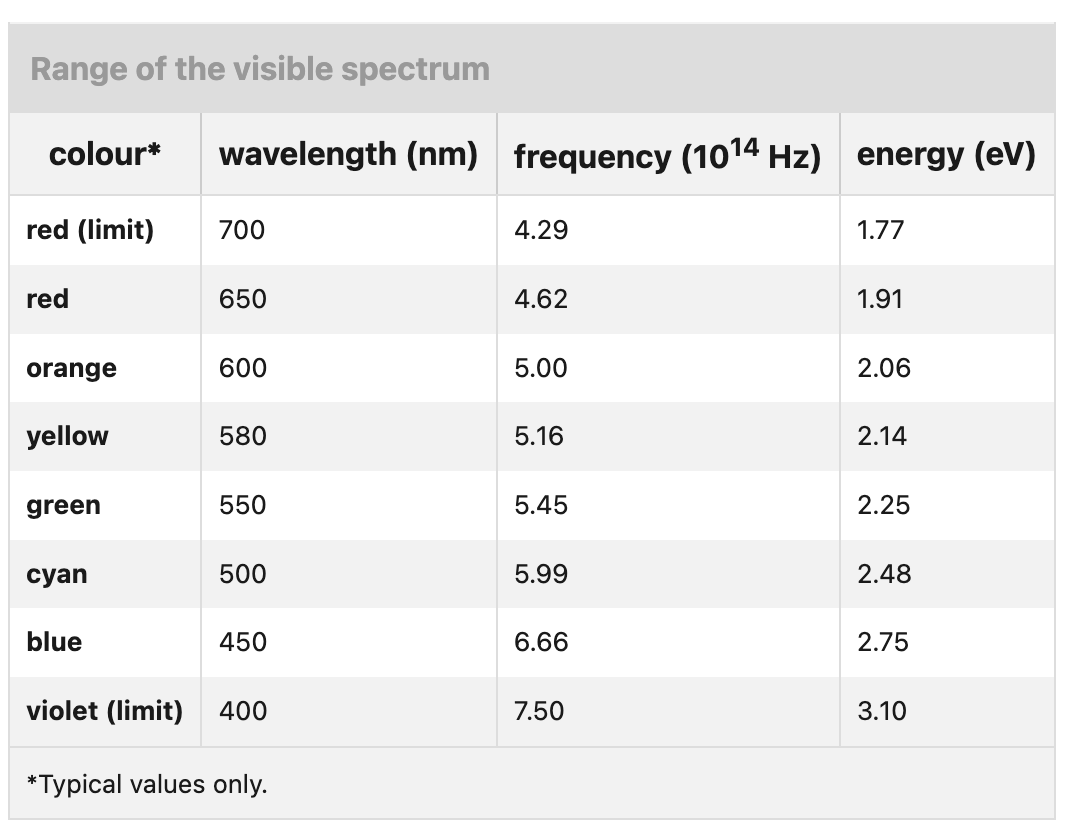 Range of the visible spectrum
colour* wavelength (nm) frequency (10¹⁴ Hz) energy (eV)
red (limit) 700 4.29 1.77
red 650 4.62 1.91
orange 600 5.00 2.06
yellow 580 5.16 2.14
green 550 5.45 2.25
cyan 500 5.99 2.48
blue 450 6.66 2.75
violet (limit) 400 7.50 3.10
*Typical values only.